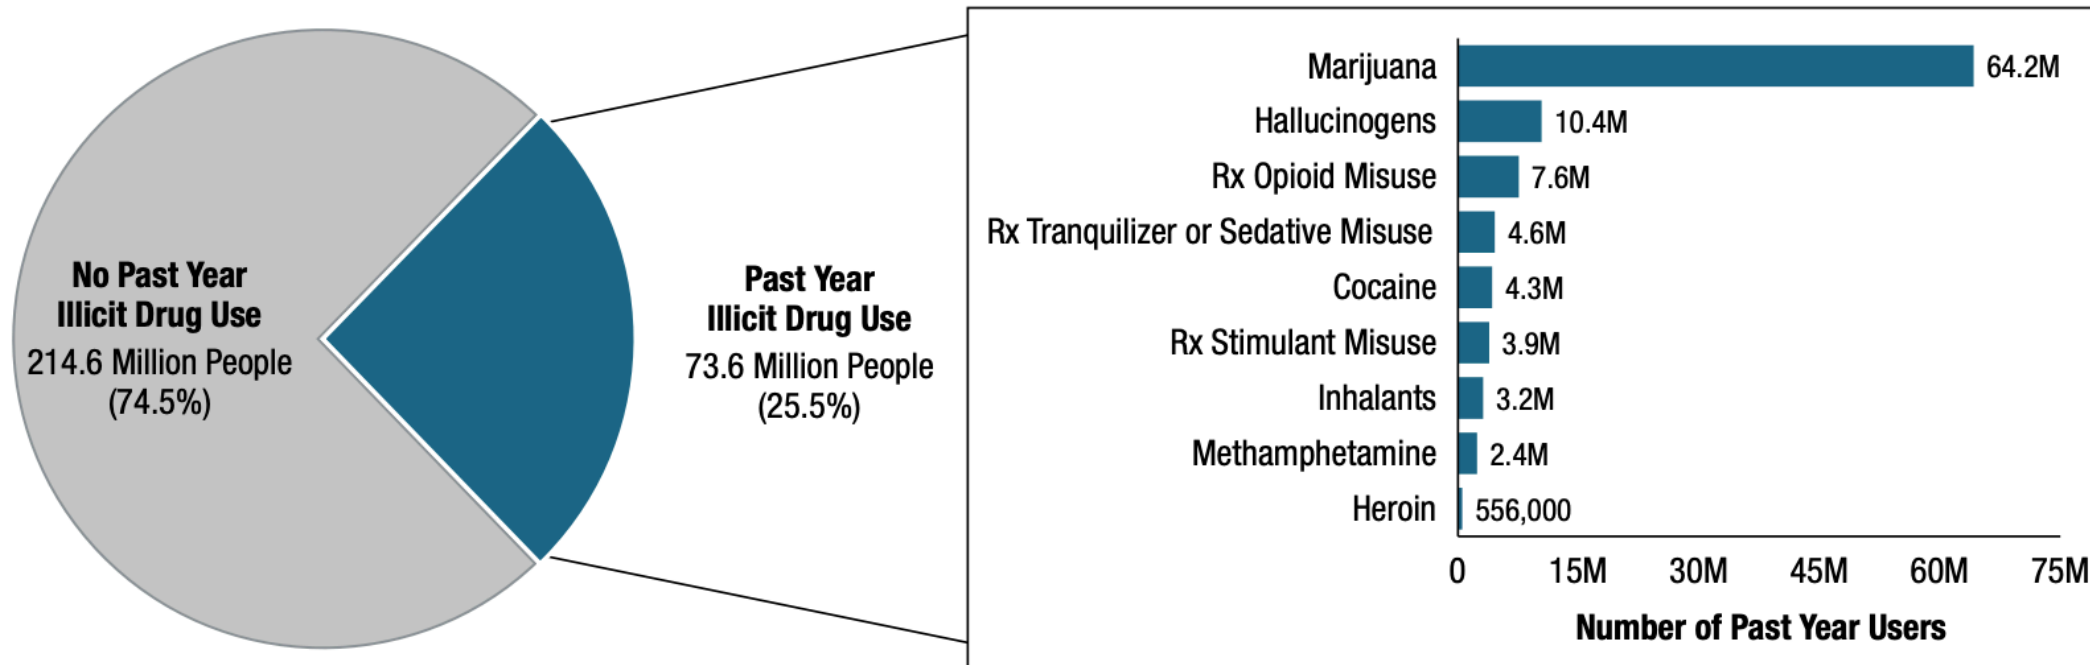 No Past Year
Illicit Drug Use
214.6 Million People
(74.5%)
Past Year
Illicit Drug Use
73.6 Million People
(25.5%)
Marijuana 64.2M
Hallucinogens 10.4M
Rx Opioid Misuse 7.6M
Rx Tranquilizer or Sedative Misuse 4.6M
Cocaine 4.3M
Rx Stimulant Misuse 3.9M
Inhalants 3.2M
Methamphetamine 2.4M
Heroin 556,000
0 15M 30M 45M 60M 75M
Number of Past Year Users